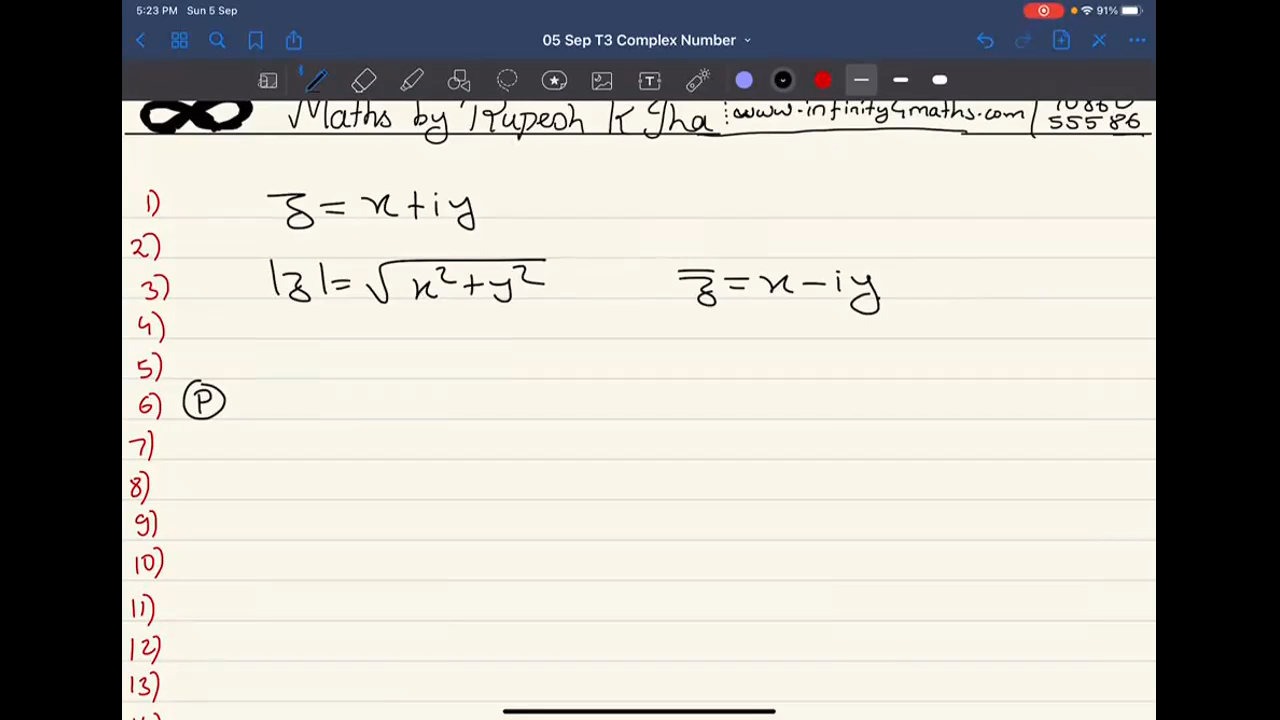 5:23 PM Sun 5 Sep 91%
05 Sep T3 Complex Number
Maths by Rupesh K Jha www.infinity4maths.com
55586
1) z = x + iy
2)
3) |z| = √x² + y² z̅ = x - iy
4)
5)
6) P
7)
8)
9)
10)
11)
12)
13)